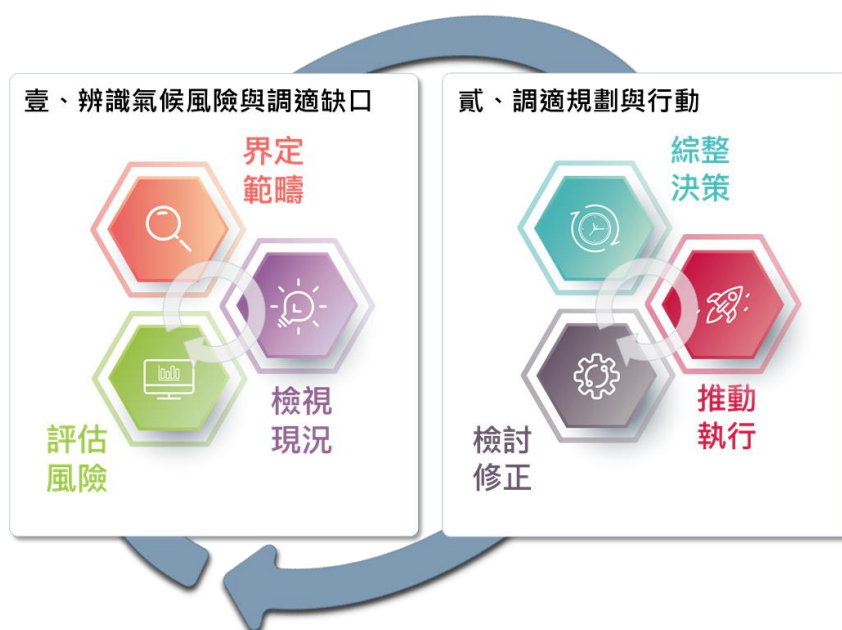 壹、辨識氣候風險與調適缺口
界定
範疇
檢視
現況
評估
風險
貳、調適規劃與行動
綜整
決策
推動
執行
檢討
修正